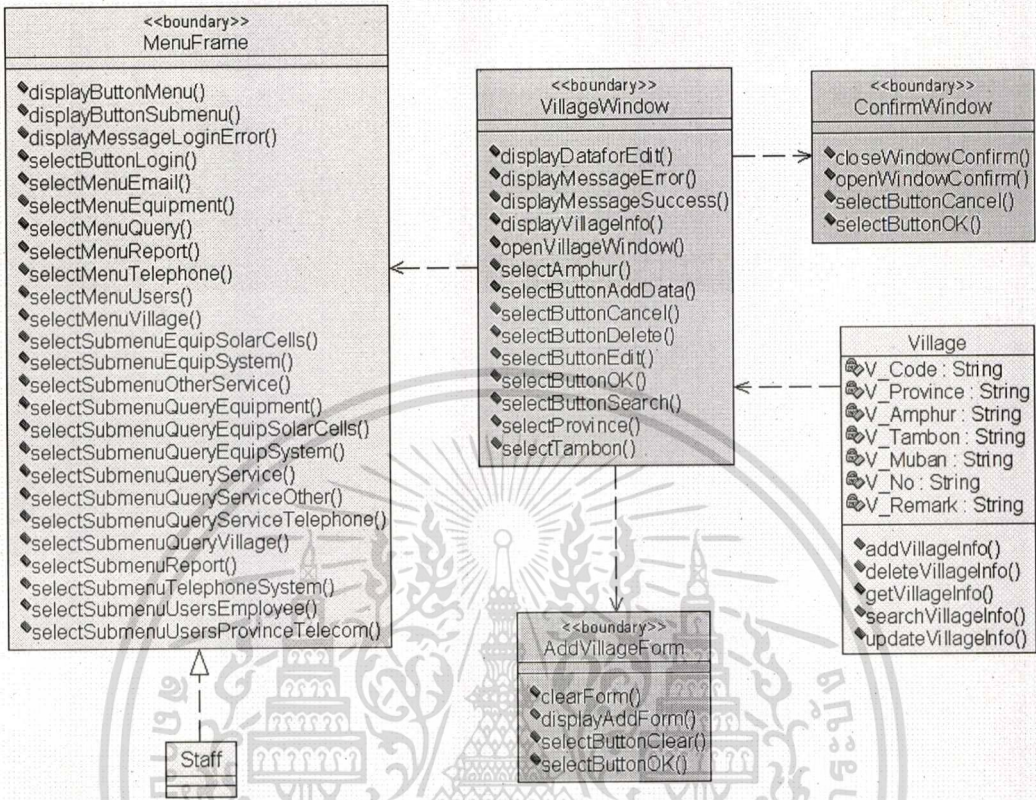 <<boundary>>
MenuFrame
displayButtonMenu()
displayButtonSubmenu()
displayMessageLoginError()
selectButtonLogin()
selectMenuEmail()
selectMenuEquipment()
selectMenuQuery()
selectMenuReport()
selectMenuTelephone()
selectMenuUsers()
selectMenuVillage()
selectSubmenuEquipSolarCells()
selectSubmenuEquipSystem()
selectSubmenuOtherService()
selectSubmenuQueryEquipment()
selectSubmenuQueryEquipSolarCells()
selectSubmenuQueryEquipSystem()
selectSubmenuQueryService()
selectSubmenuQueryServiceOther()
selectSubmenuQueryServiceTelephone()
selectSubmenuQueryVillage()
selectSubmenuReport()
selectSubmenuTelephoneSystem()
selectSubmenuUsersEmployee()
selectSubmenuUsersProvinceTelecom()
Staff
<<boundary>>
VillageWindow
displayDataforEdit()
displayMessageError()
displayMessageSuccess()
displayVillageInfo()
openVillageWindow()
selectAmphur()
selectButtonAddData()
selectButtonCancel()
selectButtonDelete()
selectButtonEdit()
selectButtonOK()
selectButtonSearch()
selectProvince()
selectTambon()
<<boundary>>
AddVillageForm
clearForm()
displayAddForm()
selectButtonClear()
selectButtonOK()
<<boundary>>
ConfirmWindow
closeWindowConfirm()
openWindowConfirm()
selectButtonCancel()
selectButtonOK()
Village
V_Code : String
V_Province : String
V_Amphur : String
V_Tambon : String
V_Muban : String
V_No : String
V_Remark : String
addVillageInfo()
deleteVillageInfo()
getVillageInfo()
searchVillageInfo()
updateVillageInfo()